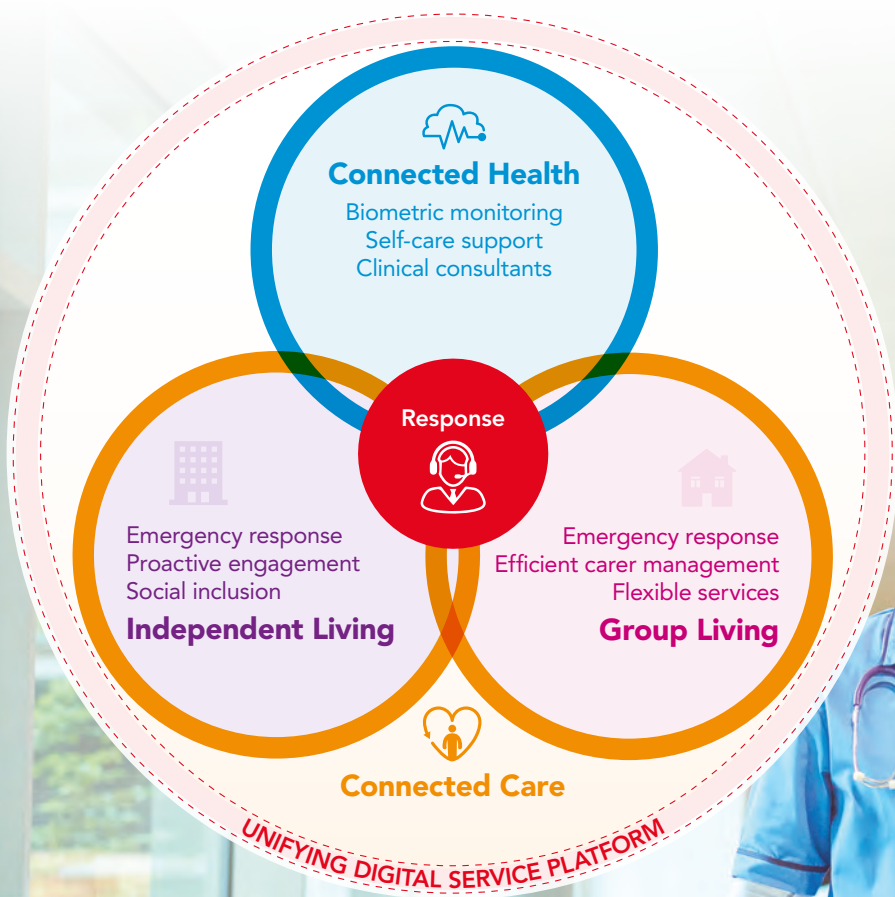 Connected Health
Biometric monitoring
Self-care support
Clinical consultants
Response
Emergency response
Proactive engagement
Social inclusion
Independent Living
Emergency response
Efficient carer management
Flexible services
Group Living
Connected Care
UNIFYING DIGITAL SERVICE PLATFORM